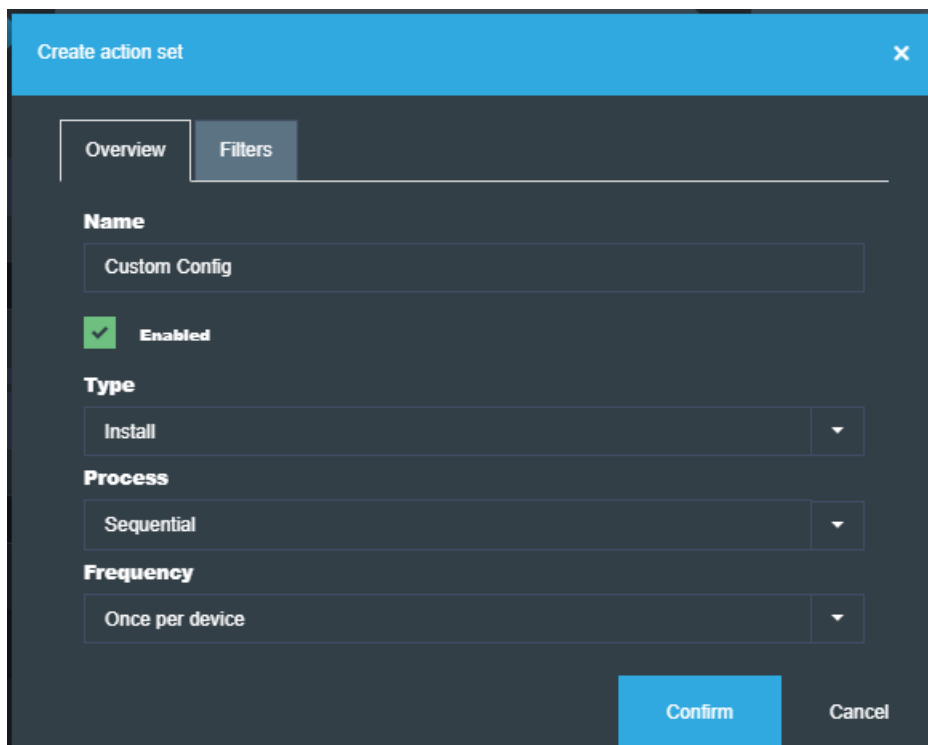 Create action set
Overview Filters
Name
Custom Config
Enabled
Type
Install
Process
Sequential
Frequency
Once per device
Confirm Cancel